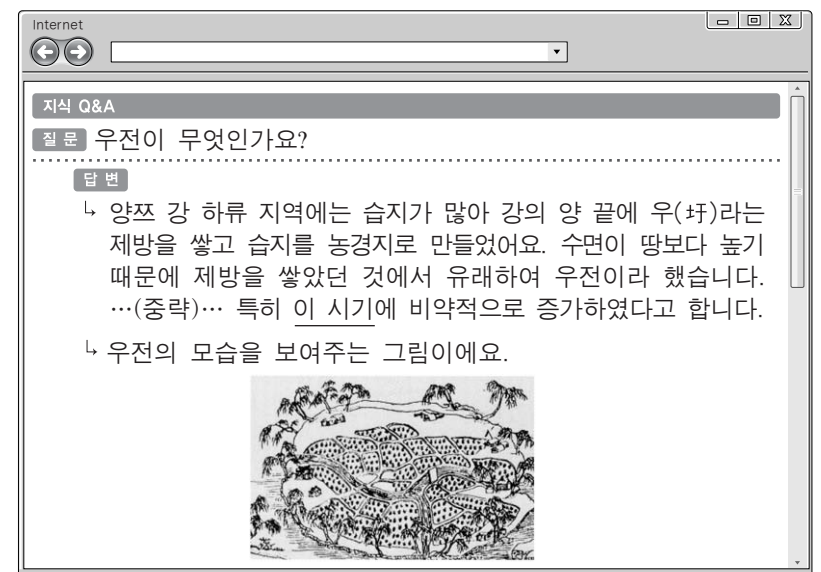 Internet
지식 Q&A
질문 우전이 무엇인가요?
답변
↳ 양쯔 강 하류 지역에는 습지가 많아 강의 양 끝에 우(圩)라는
제방을 쌓고 습지를 농경지로 만들었어요. 수면이 땅보다 높기
때문에 제방을 쌓았던 것에서 유래하여 우전이라 했습니다.
…(중략)… 특히 이 시기에 비약적으로 증가하였다고 합니다.
↳ 우전의 모습을 보여주는 그림이에요.